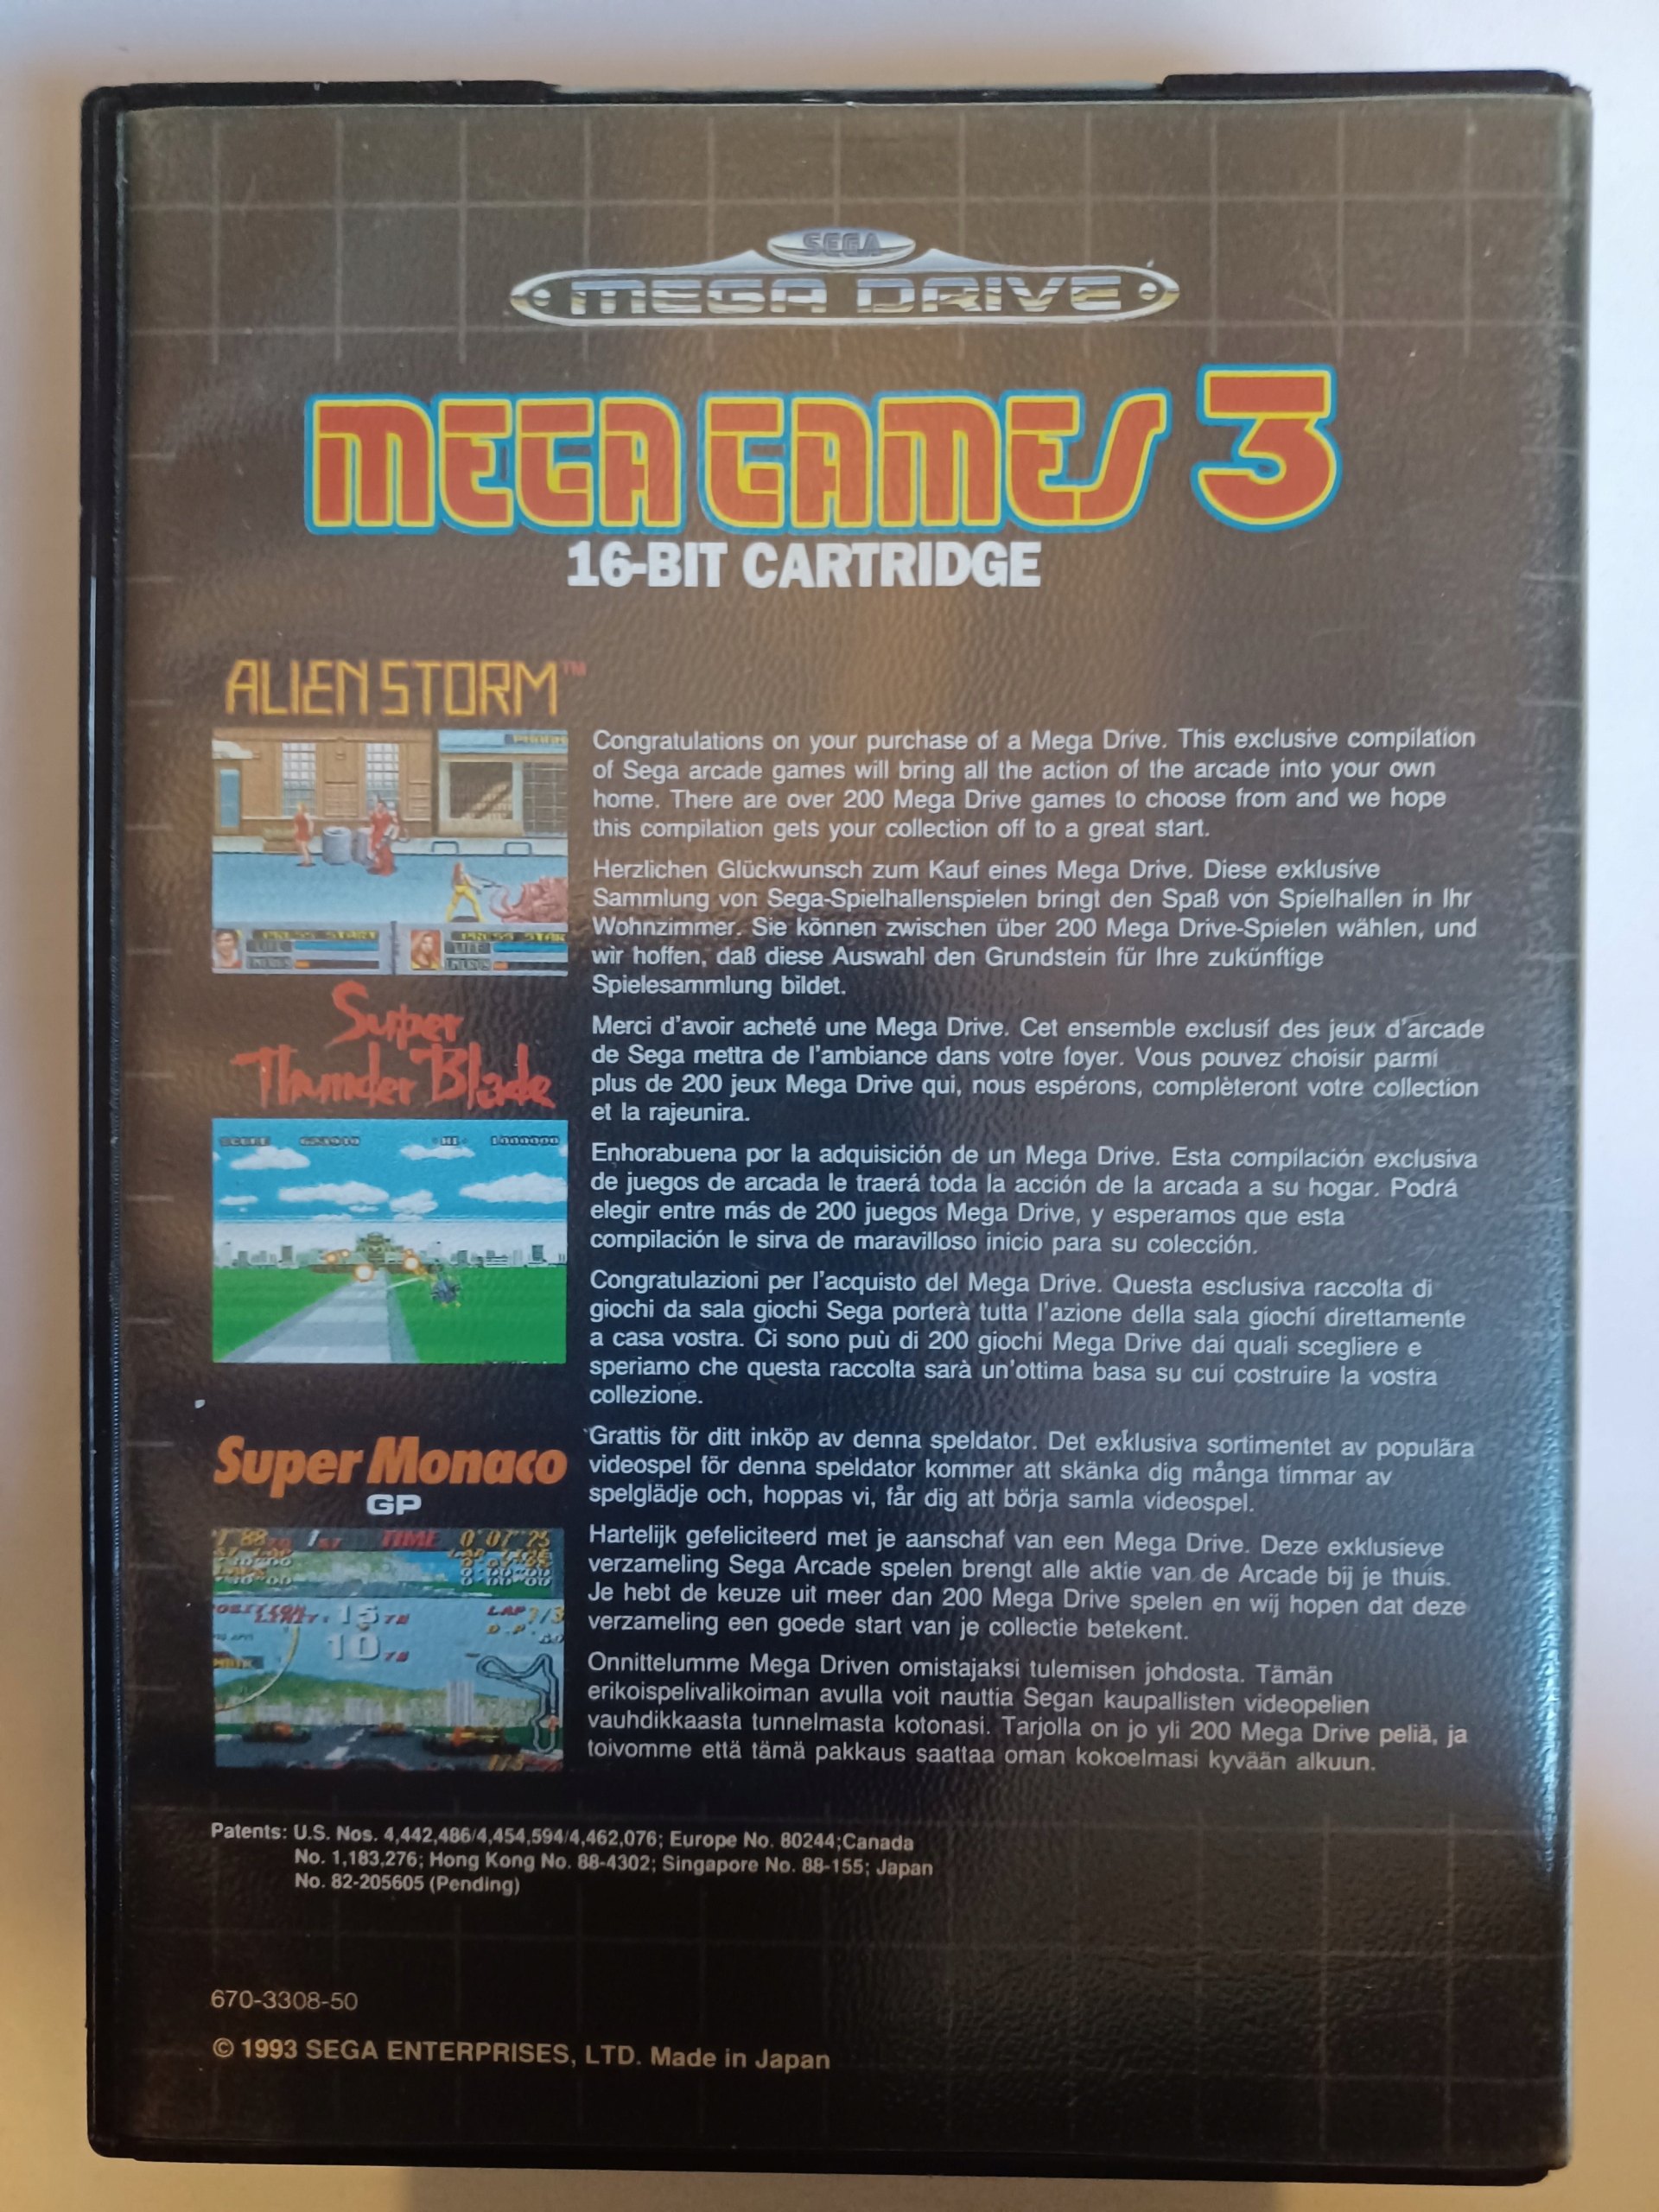 SEGA
MEGA DRIVE
MEGA GAMES 3
16-BIT CARTRIDGE
ALIEN STORM™
Congratulations on your purchase of a Mega Drive. This exclusive compilation
of Sega arcade games will bring all the action of the arcade into your own
home. There are over 200 Mega Drive games to choose from and we hope
this compilation gets your collection off to a great start.
Herzlichen Glückwunsch zum Kauf eines Mega Drive. Diese exklusive
Sammlung von Sega-Spielhallenspielen bringt den Spaß von Spielhallen in Ihr
Wohnzimmer. Sie können zwischen über 200 Mega Drive-Spielen wählen, und
wir hoffen, daß diese Auswahl den Grundstein für Ihre zukünftige
Spielesammlung bildet.
Super
Thunder Blade
Merci d'avoir acheté une Mega Drive. Cet ensemble exclusif des jeux d'arcade
de Sega mettra de l'ambiance dans votre foyer. Vous pouvez choisir parmi
plus de 200 jeux Mega Drive qui, nous espérons, complèteront votre collection
et la rajeunira.
Enhorabuena por la adquisición de un Mega Drive. Esta compilación exclusiva
de juegos de arcada le traerá toda la acción de la arcada a su hogar. Podrá
elegir entre más de 200 juegos Mega Drive, y esperamos que esta
compilación le sirva de maravilloso inicio para su colección.
Congratulazioni per l'acquisto del Mega Drive. Questa esclusiva raccolta di
giochi da sala giochi Sega porterà tutta l'azione della sala giochi direttamente
a casa vostra. Ci sono puù di 200 giochi Mega Drive dai quali scegliere e
speriamo che questa raccolta sarà un'ottima basa su cui costruire la vostra
collezione.
Super Monaco
GP
Grattis för ditt inköp av denna speldator. Det exklusiva sortimentet av populära
videospel för denna speldator kommer att skänka dig många timmar av
spelglädje och, hoppas vi, får dig att börja samla videospel.
TIME 0'07"75
15TH
LAP
10TH
Hartelijk gefeliciteerd met je aanschaf van een Mega Drive. Deze exklusieve
verzameling Sega Arcade spelen brengt alle aktie van de Arcade bij je thuis.
Je hebt de keuze uit meer dan 200 Mega Drive spelen en wij hopen dat deze
verzameling een goede start van je collectie betekent.
Onnittelumme Mega Driven omistajaksi tulemisen johdosta. Tämän
erikoispelivalikoiman avulla voit nauttia Segan kaupallisten videopelien
vauhdikkaasta tunnelmasta kotonasi. Tarjolla on jo yli 200 Mega Drive peliä, ja
toivomme että tämä pakkaus saattaa oman kokoelmasi kyvään alkuun.
Patents: U.S. Nos. 4,442,486/4,454,594/4,462,076; Europe No. 80244;Canada
No. 1,183,276; Hong Kong No. 88-4302; Singapore No. 88-155; Japan
No. 82-205605 (Pending)
670-3308-50
© 1993 SEGA ENTERPRISES, LTD. Made in Japan